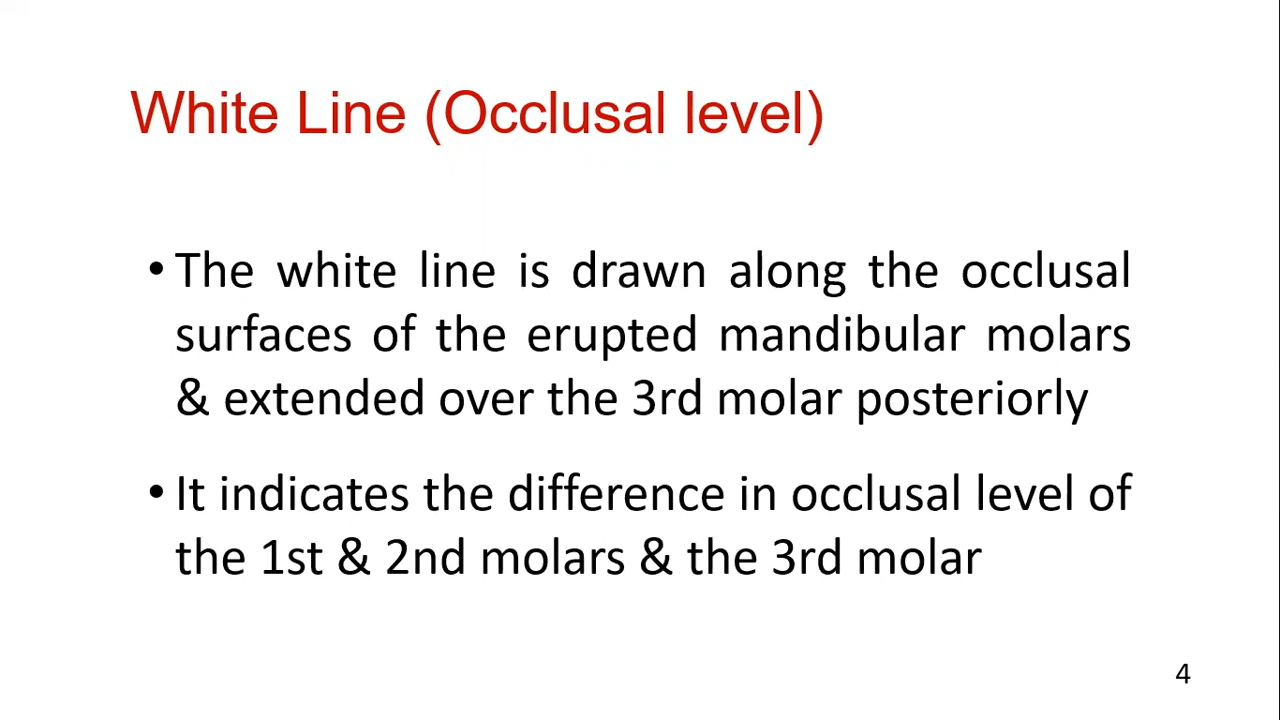 White Line (Occlusal level)
• The white line is drawn along the occlusal
surfaces of the erupted mandibular molars
& extended over the 3rd molar posteriorly
• It indicates the difference in occlusal level of
the 1st & 2nd molars & the 3rd molar
4